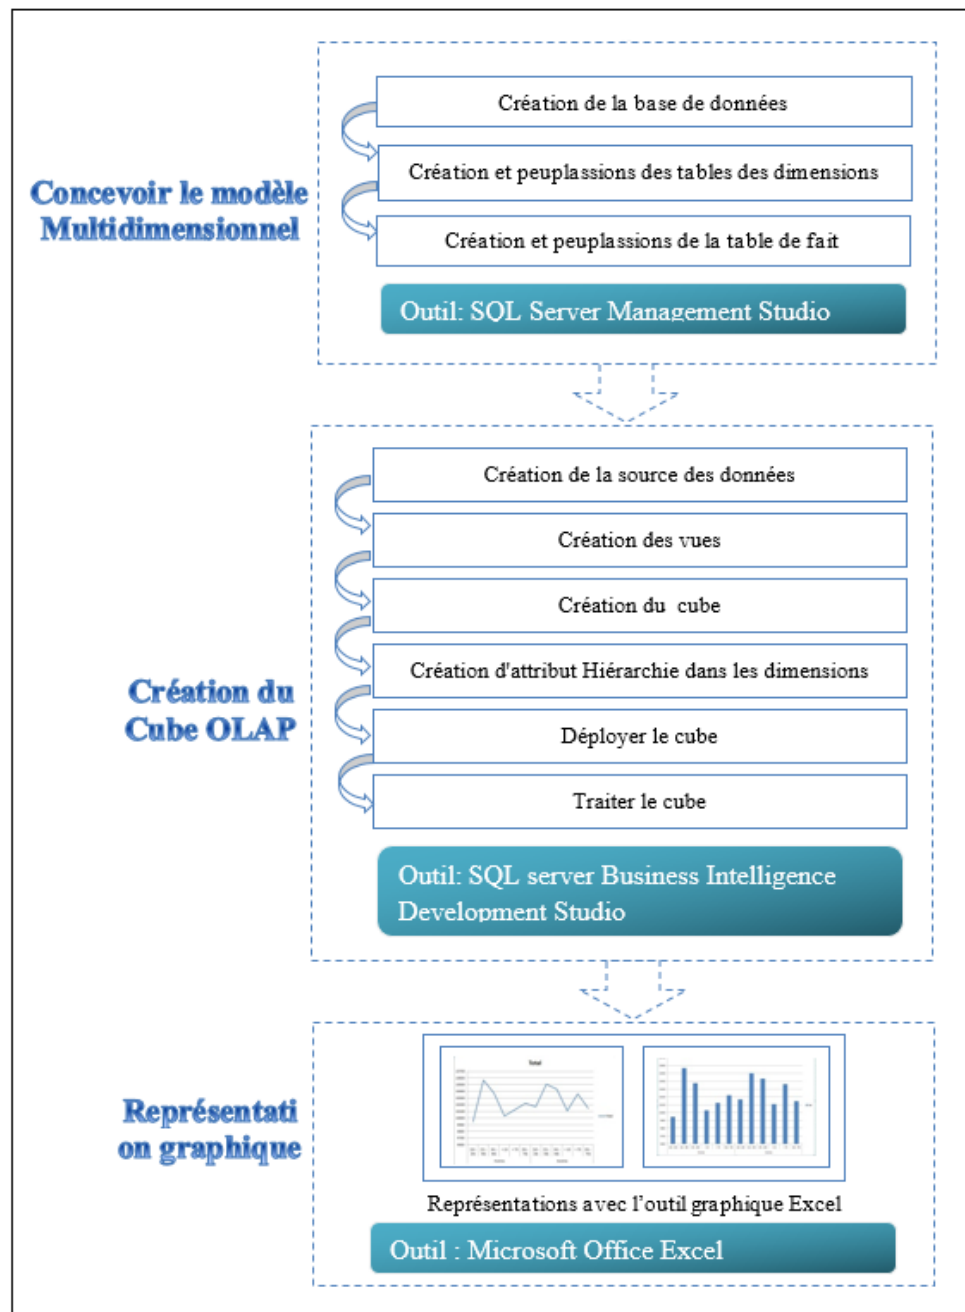 Création de la base de données
Création et peuplassions des tables des dimensions
Concevoir le modèle
Multidimensionnel
Création et peuplassions de la table de fait
Outil: SQL Server Management Studio
Création de la source des données
Création des vues
Création du cube
Création d'attribut Hiérarchie dans les dimensions
Création du
Cube OLAP
Déployer le cube
Traiter le cube
Outil: SQL server Business Intelligence
Development Studio
Total
Représentati
on graphique
Représentations avec l'outil graphique Excel
Outil : Microsoft Office Excel